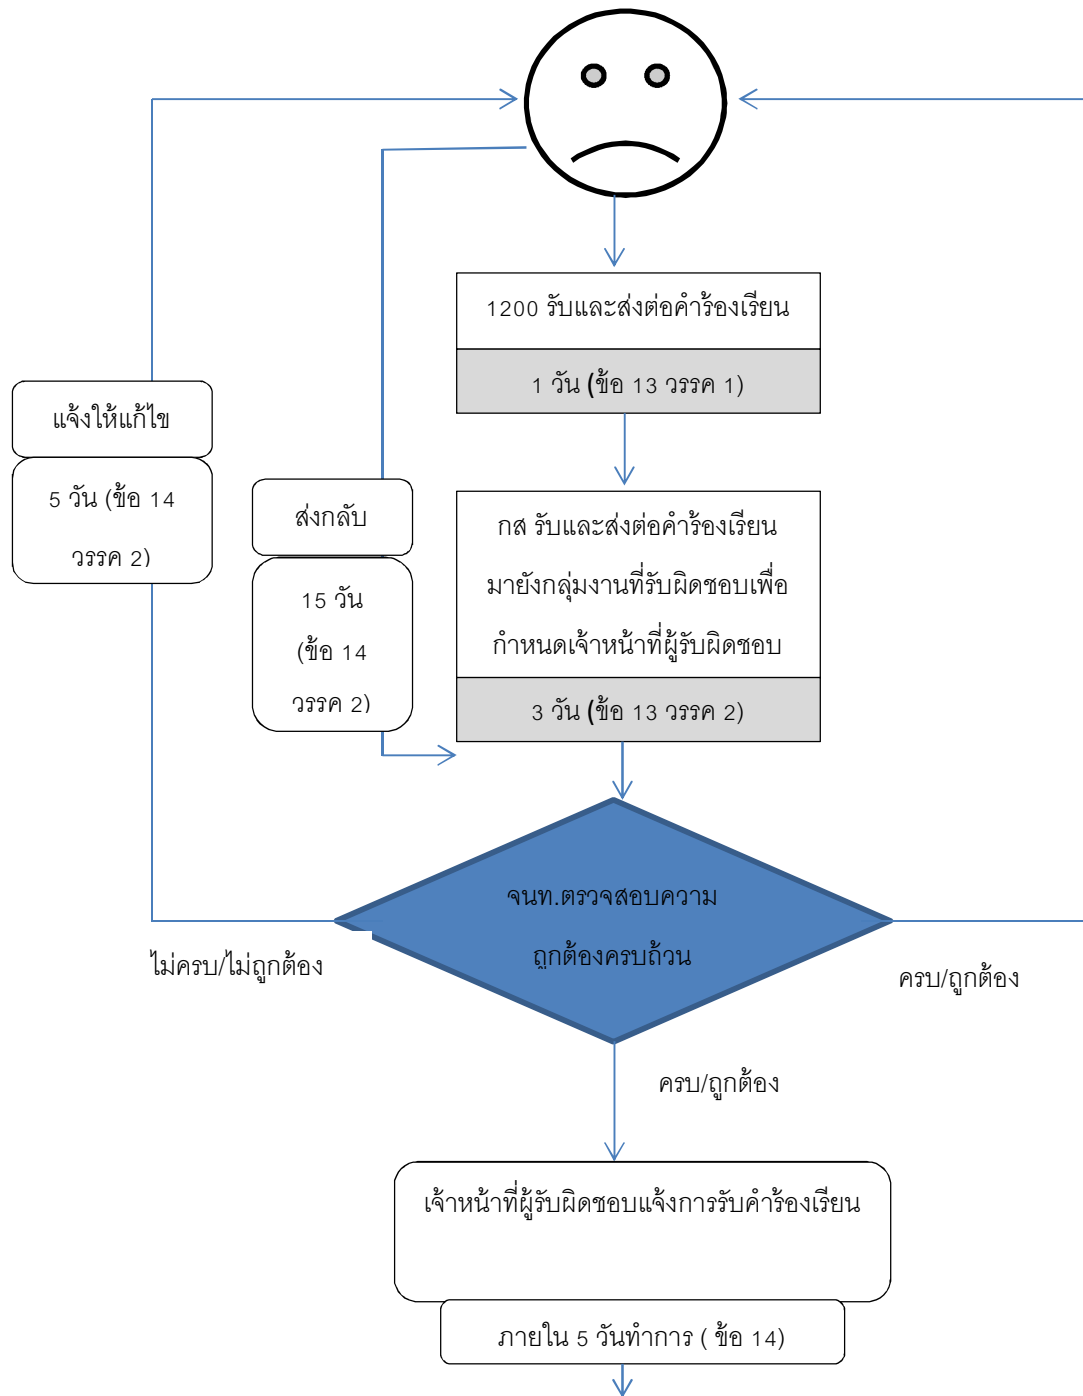 1200 รับและส่งต่อคำร้องเรียน
1 วัน (ข้อ 13 วรรค 1)
แจ้งให้แก้ไข
5 วัน (ข้อ 14
วรรค 2)
ส่งกลับ
15 วัน
(ข้อ 14
วรรค 2)
กส รับและส่งต่อคำร้องเรียน
มายังกลุ่มงานที่รับผิดชอบเพื่อ
กำหนดเจ้าหน้าที่ผู้รับผิดชอบ
3 วัน (ข้อ 13 วรรค 2)
จนท.ตรวจสอบความ
ถูกต้องครบถ้วน
ไม่ครบ/ไม่ถูกต้อง
ครบ/ถูกต้อง
ครบ/ถูกต้อง
เจ้าหน้าที่ผู้รับผิดชอบแจ้งการรับคำร้องเรียน
ภายใน 5 วันทำการ ( ข้อ 14)